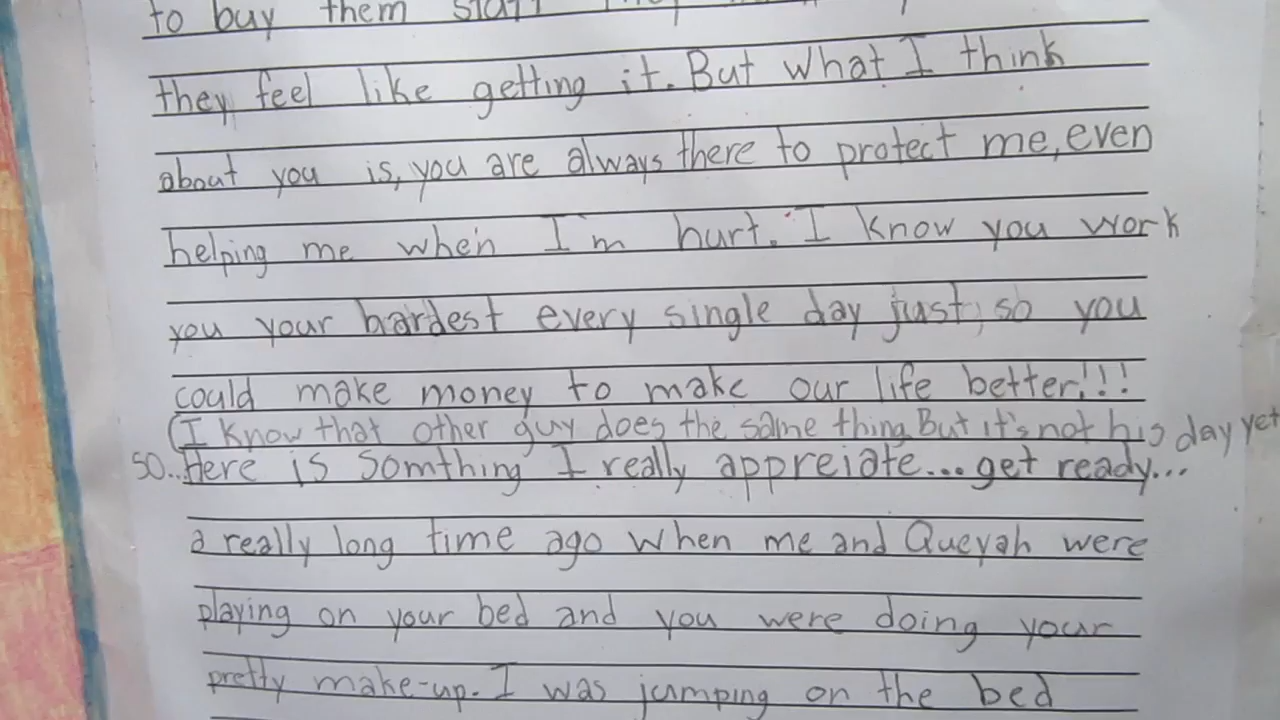 to buy them
they feel like getting it. But what I think
about you is, you are always there to protect me, even
helping me when I'm hurt. I know you work
you your hardest every single day just, so you
could make money to make our life better!!!
(I know that other guy does the same thing But it's not his day yet
so... Here is somthing I really appreiate... get ready...
a really long time ago when me and Queyah were
playing on your bed and you were doing your
pretty make-up. I was jumping on the bed